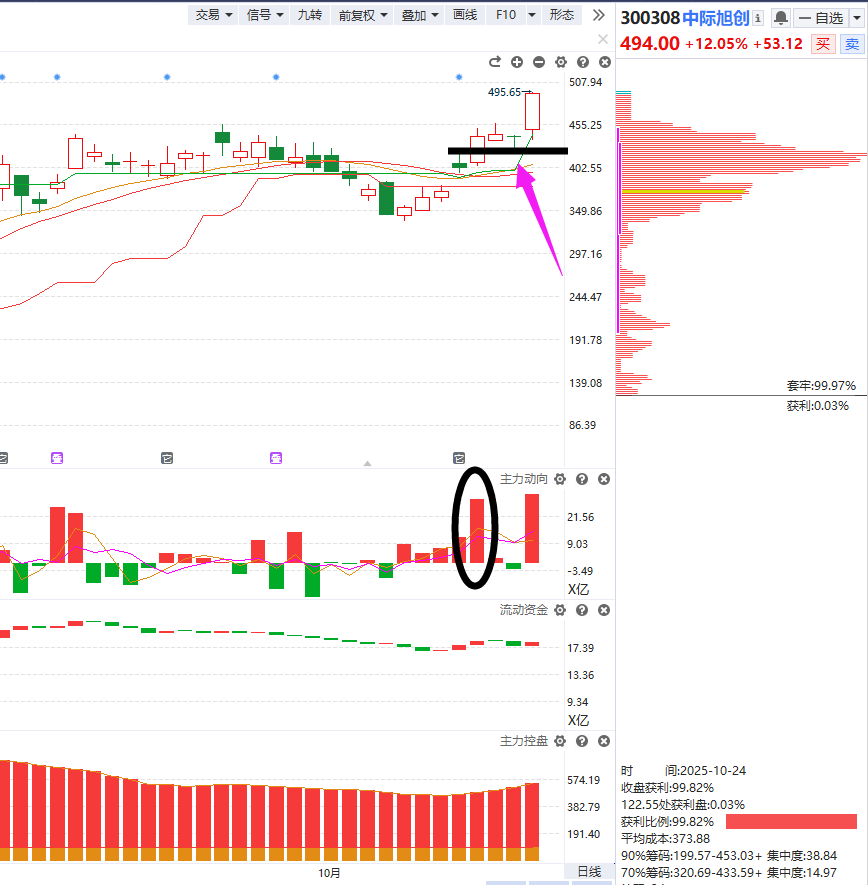 交易 信号 九转 前复权 叠加 画线 F10 形态
300308 中际旭创 自选
494.00 +12.05% +53.12 买 卖
507.94
495.65
455.25
402.55
349.86
297.16
244.47
191.78
139.08
86.39
套牢:99.97%
获利:0.03%
主力动向
21.56
9.03
-3.49
X亿
流动资金
17.39
13.36
9.34
X亿
主力控盘
574.19
382.79
191.40
10月 日线
时 间:2025-10-24
收盘获利:99.82%
122.55处获利盘:0.03%
获利比例:99.82%
平均成本:373.88
90%筹码:199.57-453.03+ 集中度:38.84
70%筹码:320.69-433.59+ 集中度:14.97